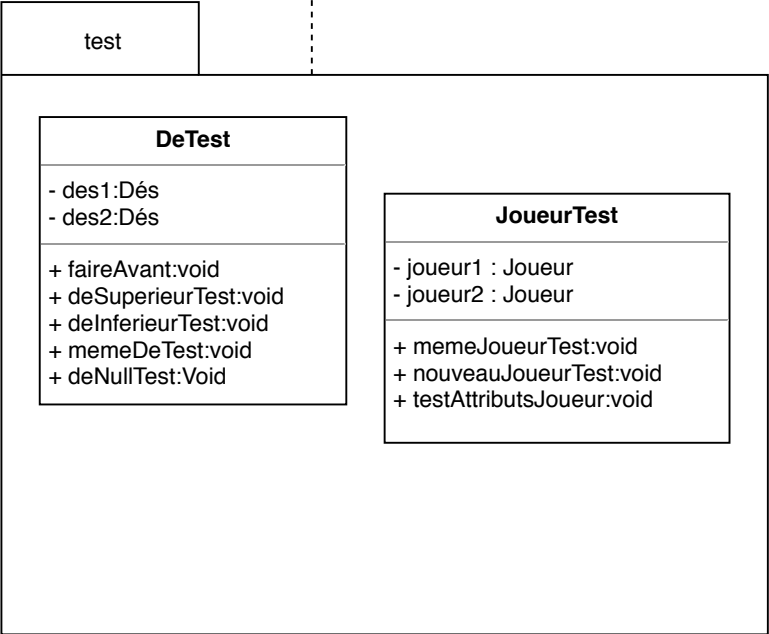 test
DeTest
- des1:Dés
- des2:Dés
+ faireAvant:void
+ deSuperieurTest:void
+ deInferieurTest:void
+ memeDeTest:void
+ deNullTest:Void
JoueurTest
- joueur1 : Joueur
- joueur2 : Joueur
+ memeJoueurTest:void
+ nouveauJoueurTest:void
+ testAttributsJoueur:void